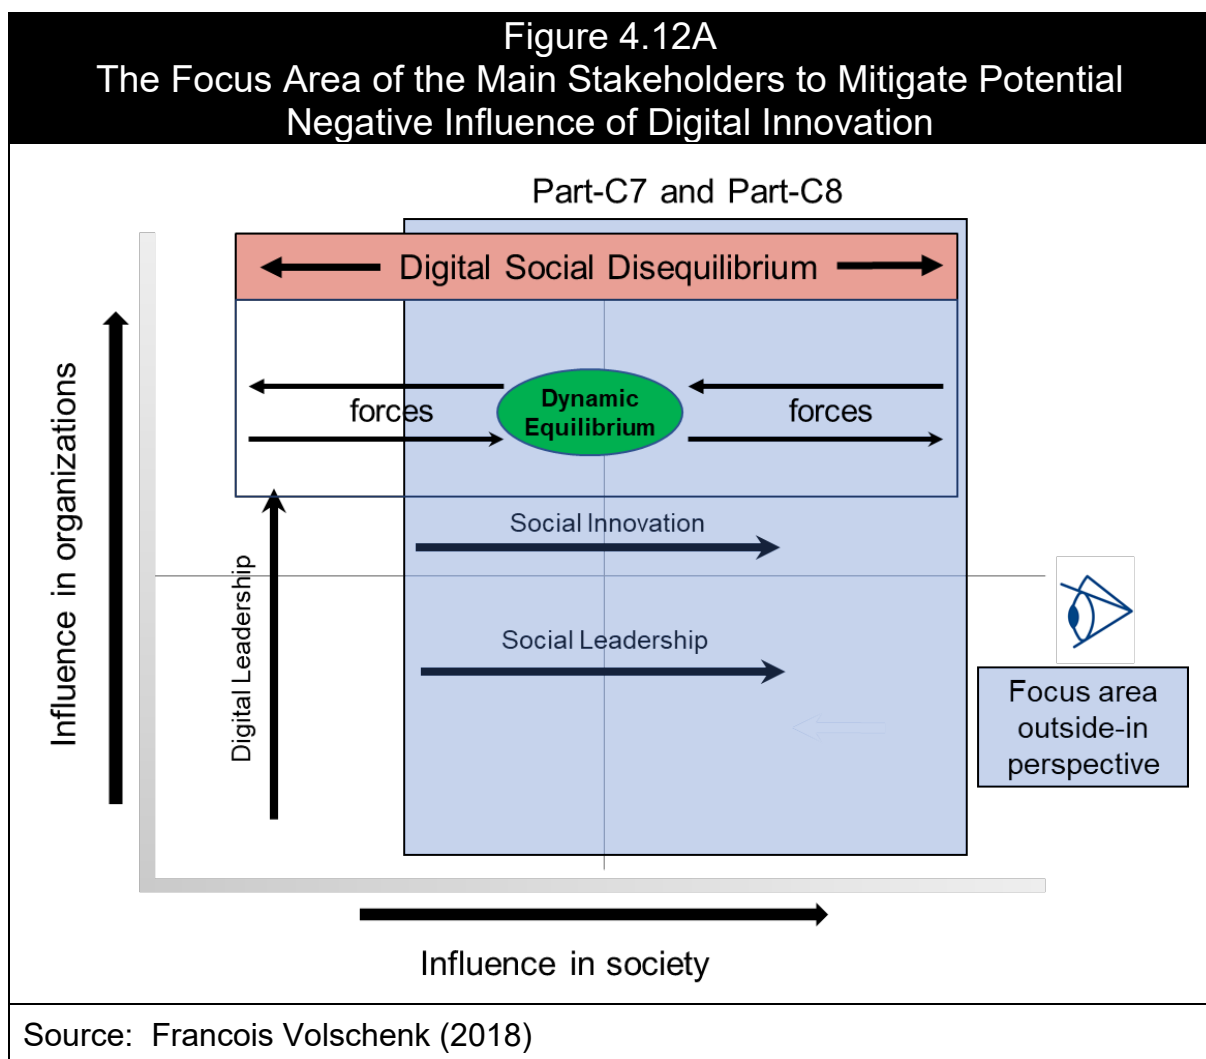 Figure 4.12A
The Focus Area of the Main Stakeholders to Mitigate Potential
Negative Influence of Digital Innovation
Part-C7 and Part-C8
Digital Social Disequilibrium
forces
Dynamic
Equilibrium
forces
Influence in organizations
Digital Leadership
Social Innovation
Social Leadership
Focus area
outside-in
perspective
Influence in society
Source: Francois Volschenk (2018)